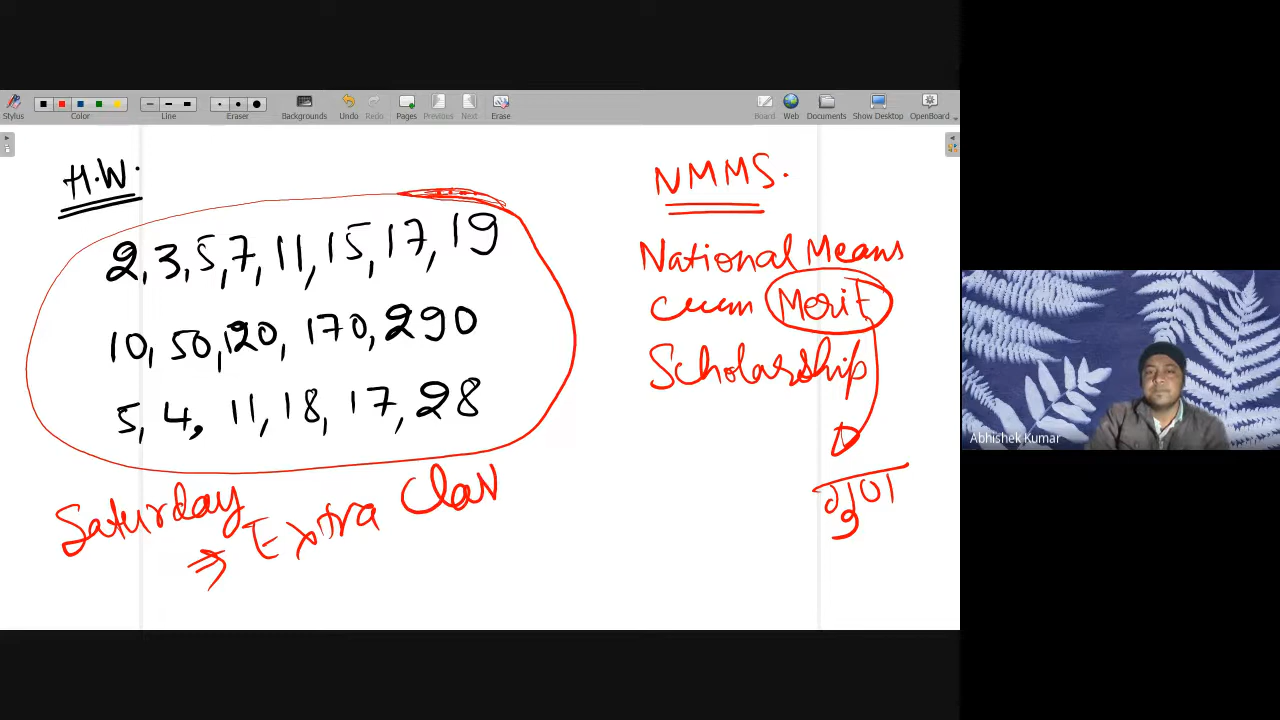 Stylus
Color
Line
Eraser
Backgrounds
Undo
Redo
Pages
Previous
Next
Erase
Board
Web
Documents
Show Desktop
OpenBoard
H.W.
2, 3, 5, 7, 11, 15, 17, 19
10, 50, 120, 170, 290
5, 4, 11, 18, 17, 28
Saturday
⇒ Extra Clas
NMMS.
National Means
cum Merit
Scholarship
गुण
Abhishek Kumar